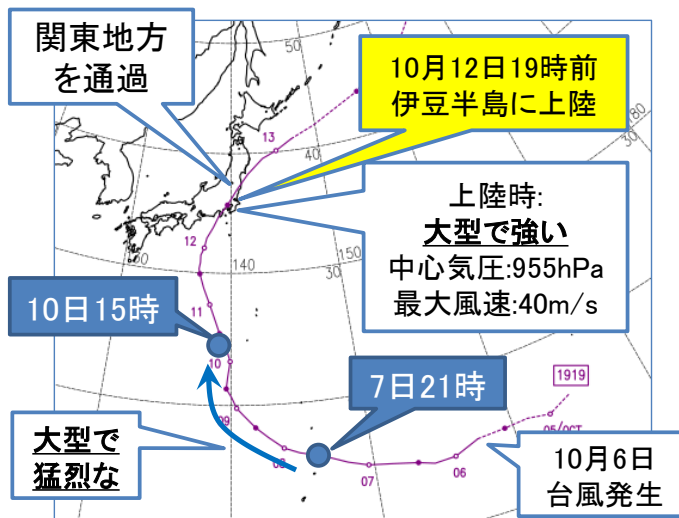 関東地方
を通過
10月12日19時前
伊豆半島に上陸
上陸時:
大型で強い
中心気圧:955hPa
最大風速:40m/s
10日15時
7日21時
大型で
猛烈な
10月6日
台風発生
1919
05/OCT
06
07
08
09
10
11
12
13
50
40
30
180
150
140